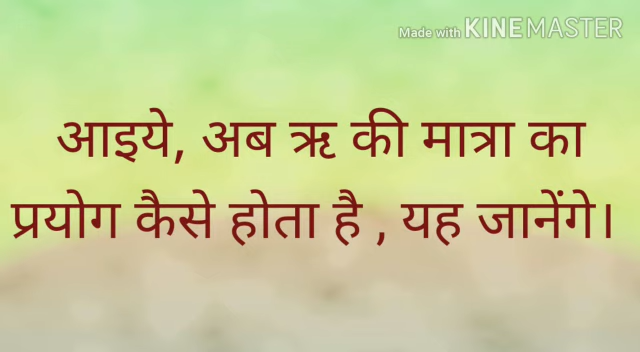 Made with KINEMASTER
आइये, अब ऋ की मात्रा का
प्रयोग कैसे होता है , यह जानेंगे।